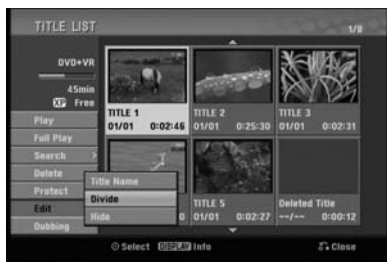 TITLE LIST
1/8
DVD+VR
45min
XP Free
Play
Full Play
Search >
Delete
Protect
Edit
Dubbing
Title Name
Divide
Hide
TITLE 1
01/01 0:02:46
TITLE 2
01/01 0:25:30
TITLE 3
01/01 0:02:31
0
TITLE 5
01/01 0:02:27
Deleted Title
--/-- 0:00:12
Select DISPLAY Info
Close